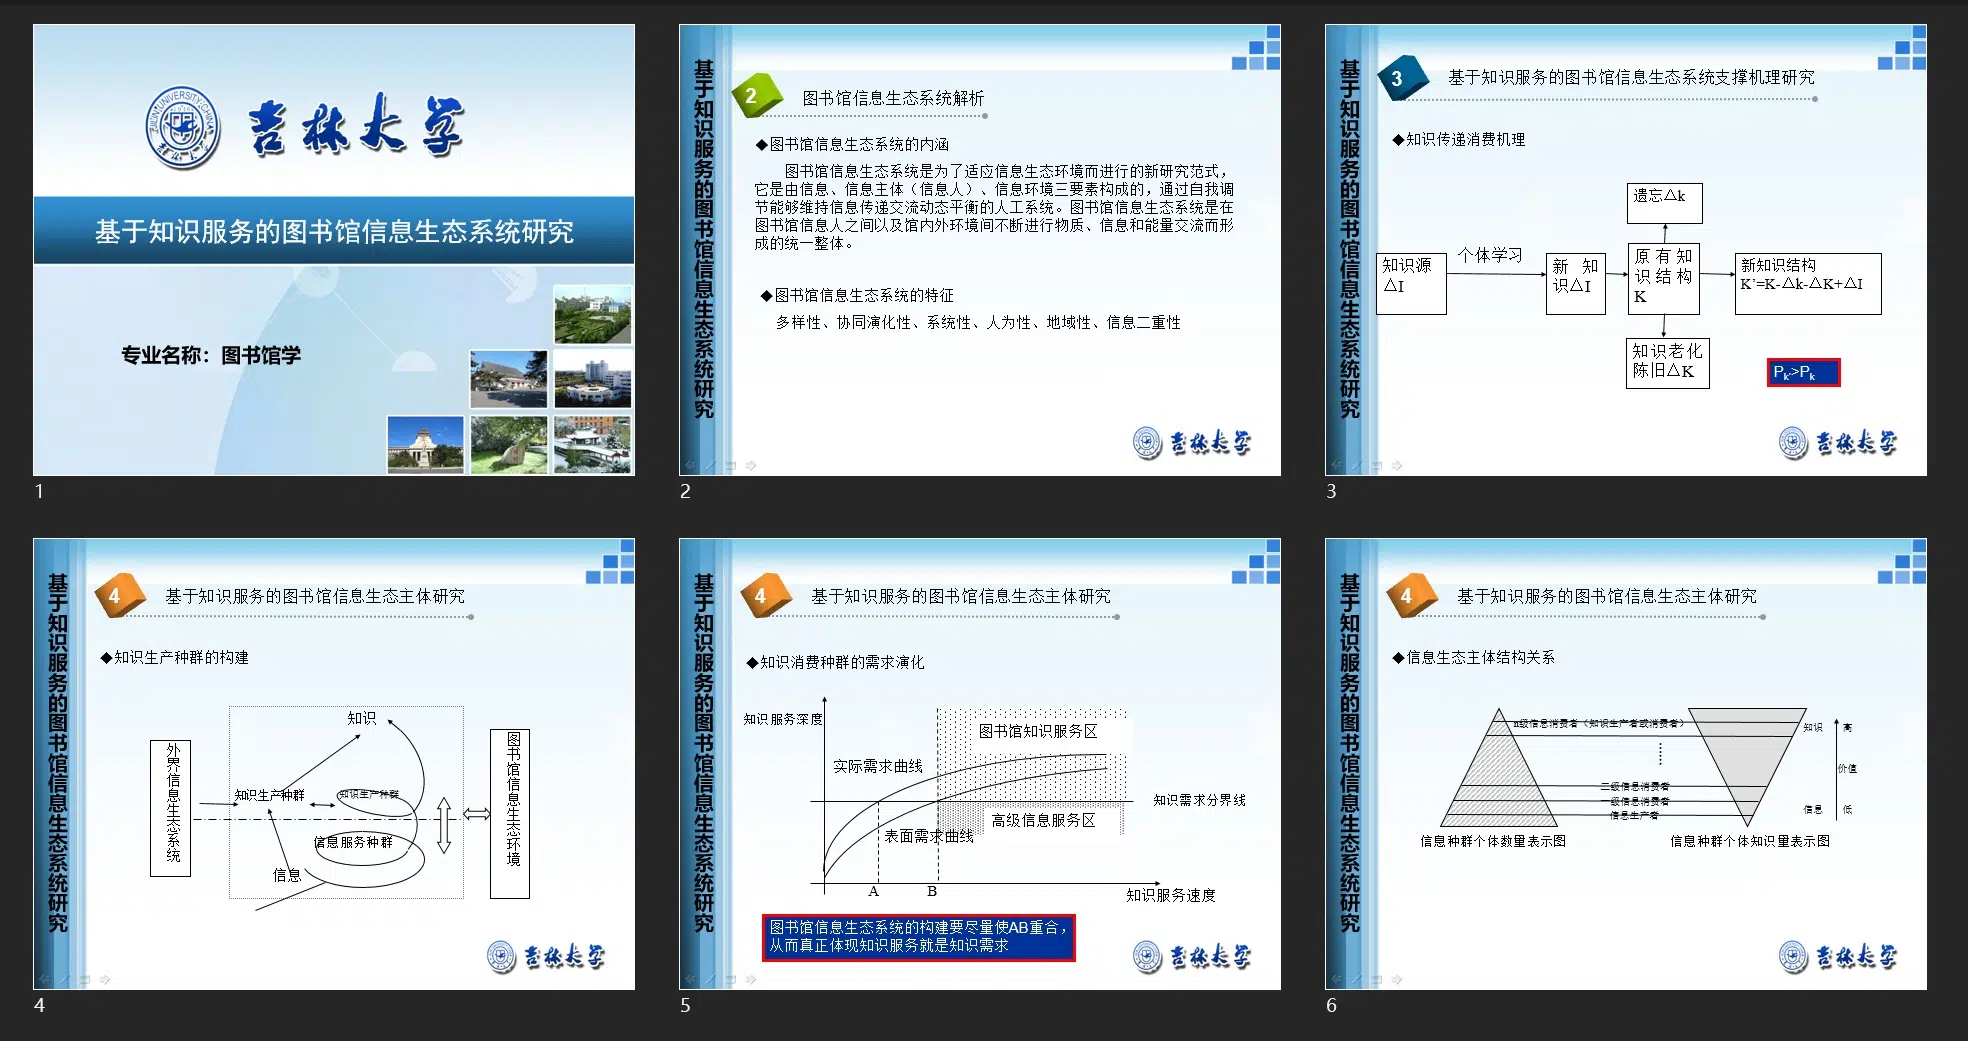 JILIN UNIVERSITY·CHINA
吉林大学
吉林大学
基于知识服务的图书馆信息生态系统研究
专业名称：图书馆学
1
基于知识服务的图书馆信息生态系统研究
2
图书馆信息生态系统解析
◆图书馆信息生态系统的内涵
图书馆信息生态系统是为了适应信息生态环境而进行的新研究范式，
它是由信息、信息主体（信息人）、信息环境三要素构成的，通过自我调
节能够维持信息传递交流动态平衡的人工系统。图书馆信息生态系统是在
图书馆信息人之间以及馆内外环境间不断进行物质、信息和能量交流而形
成的统一整体。
◆图书馆信息生态系统的特征
多样性、协同演化性、系统性、人为性、地域性、信息二重性
吉林大学
2
基于知识服务的图书馆信息生态系统研究
3
基于知识服务的图书馆信息生态系统支撑机理研究
◆知识传递消费机理
遗忘△k
知识源
△I
个体学习
新 知
识△I
原有知
识结构
K
新知识结构
K’=K-△k-△K+△I
知识老化
陈旧△K
Pk’>Pk
吉林大学
3
基于知识服务的图书馆信息生态系统研究
4
基于知识服务的图书馆信息生态主体研究
◆知识生产种群的构建
知识
外界信息生态系统
知识生产种群
知识生产种群
信息服务种群
信息
图书馆信息生态环境
吉林大学
4
基于知识服务的图书馆信息生态系统研究
4
基于知识服务的图书馆信息生态主体研究
◆知识消费种群的需求演化
知识服务深度
图书馆知识服务区
实际需求曲线
知识需求分界线
高级信息服务区
表面需求曲线
A
B
知识服务速度
图书馆信息生态系统的构建要尽量使AB重合，
从而真正体现知识服务就是知识需求
吉林大学
5
基于知识服务的图书馆信息生态系统研究
4
基于知识服务的图书馆信息生态主体研究
◆信息生态主体结构关系
n级信息消费者（知识生产者或消费者）
知识
高
价值
二级信息消费者
一级信息消费者
信息生产者
信息
低
信息种群个体数量表示图
信息种群个体知识量表示图
吉林大学
6